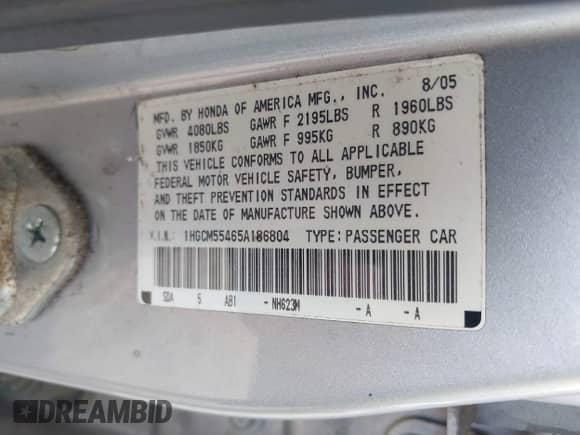 MFD. BY HONDA OF AMERICA MFG., INC. 8/05
GVWR 4080LBS GAWR F 2195LBS R 1960LBS
GVWR 1850KG GAWR F 995KG R 890KG
THIS VEHICLE CONFORMS TO ALL APPLICABLE
FEDERAL MOTOR VEHICLE SAFETY, BUMPER,
AND THEFT PREVENTION STANDARDS IN EFFECT
ON THE DATE OF MANUFACTURE SHOWN ABOVE.
V.I.N.: 1HGCM55465A186804 TYPE: PASSENGER CAR
SDA 5 AB1 - NH623M - A - A
DREAMBID